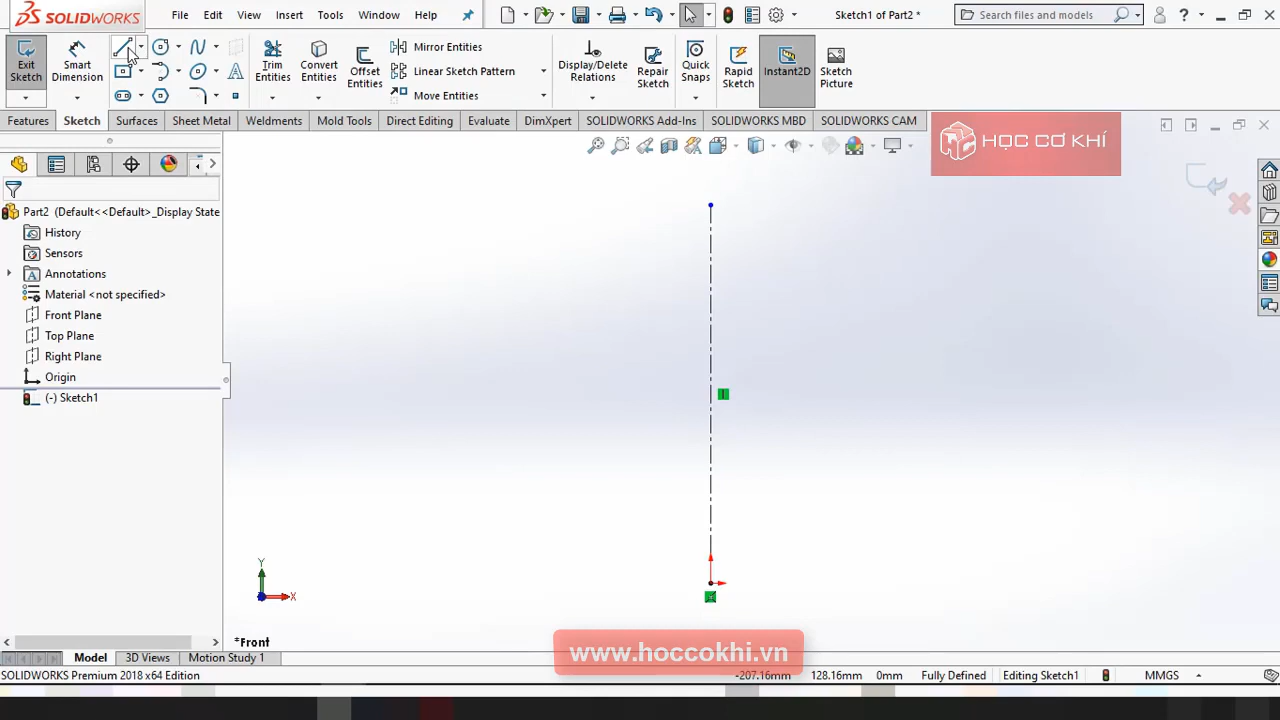 SOLIDWORKS
File Edit View Insert Tools Window Help
Sketch1 of Part2 *
Search files and models
Exit Sketch
Smart Dimension
Trim Entities
Convert Entities
Offset Entities
Mirror Entities
Linear Sketch Pattern
Move Entities
Display/Delete Relations
Repair Sketch
Quick Snaps
Rapid Sketch
Instant2D
Sketch Picture
Features Sketch Surfaces Sheet Metal Weldments Mold Tools Direct Editing Evaluate DimXpert SOLIDWORKS Add-Ins SOLIDWORKS MBD SOLIDWORKS CAM
HỌC CƠ KHÍ
Part2 (Default<<Default>_Display State
History
Sensors
Annotations
Material <not specified>
Front Plane
Top Plane
Right Plane
Origin
(-) Sketch1
Y
X
*Front
www.hoccokhi.vn
Model 3D Views Motion Study 1
SOLIDWORKS Premium 2018 x64 Edition
-207.16mm 128.16mm 0mm Fully Defined Editing Sketch1 MMGS